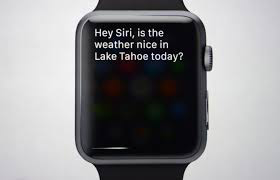 Hey Siri, is the
weather nice in
Lake Tahoe today?